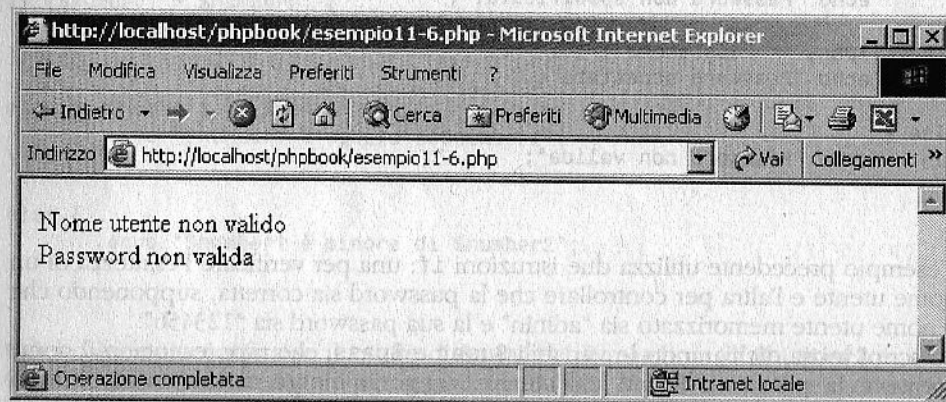 http://localhost/phpbook/esempio11-6.php - Microsoft Internet Explorer
File Modifica Visualizza Preferiti Strumenti ?
Indietro Cerca Preferiti Multimedia
Indirizzo http://localhost/phpbook/esempio11-6.php Vai Collegamenti »
Nome utente non valido
Password non valida
Operazione completata Intranet locale